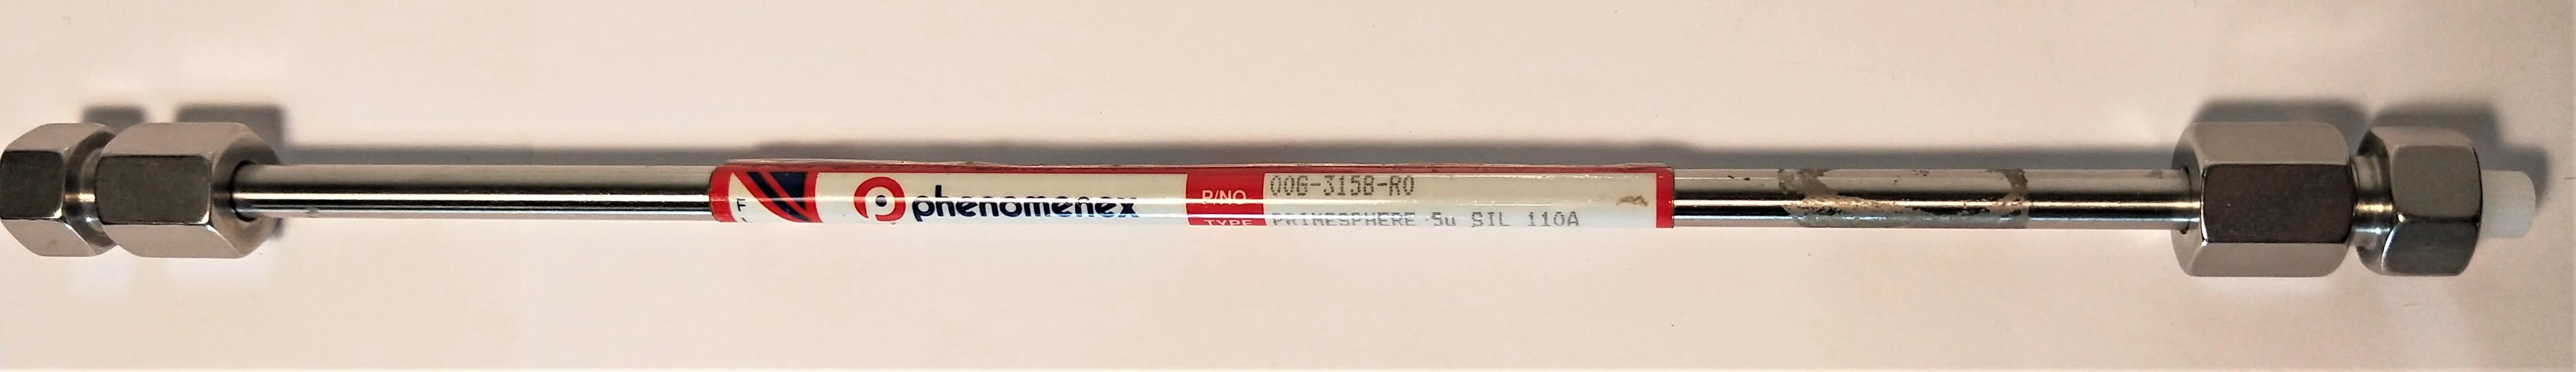 phenomenex
P/NO 00G-3158-R0
TYPE PRIMESPHERE 5u SIL 110A
F